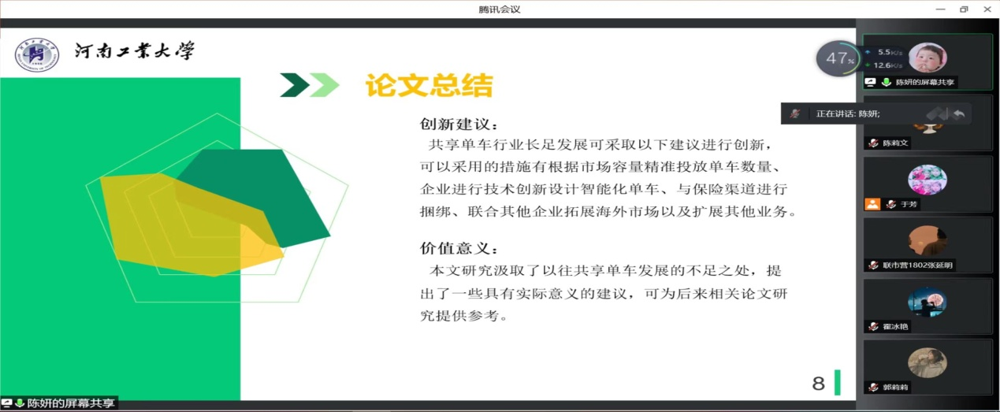 腾讯会议
河南工业大学
论文总结
创新建议：
共享单车行业长足发展可采取以下建议进行创新，
可以采用的措施有根据市场容量精准投放单车数量、
企业进行技术创新设计智能化单车、与保险渠道进行
捆绑、联合其他企业拓展海外市场以及扩展其他业务。
价值意义：
本文研究汲取了以往共享单车发展的不足之处，提
出了一些具有实际意义的建议，可为后来相关论文研
究提供参考。
8
陈妍的屏幕共享
47%
5.5K/s
12.6K/s
陈妍的屏幕共享
正在讲话: 陈妍;
陈莉文
于芳
联市营1802张延明
翟冰艳
郭莉莉